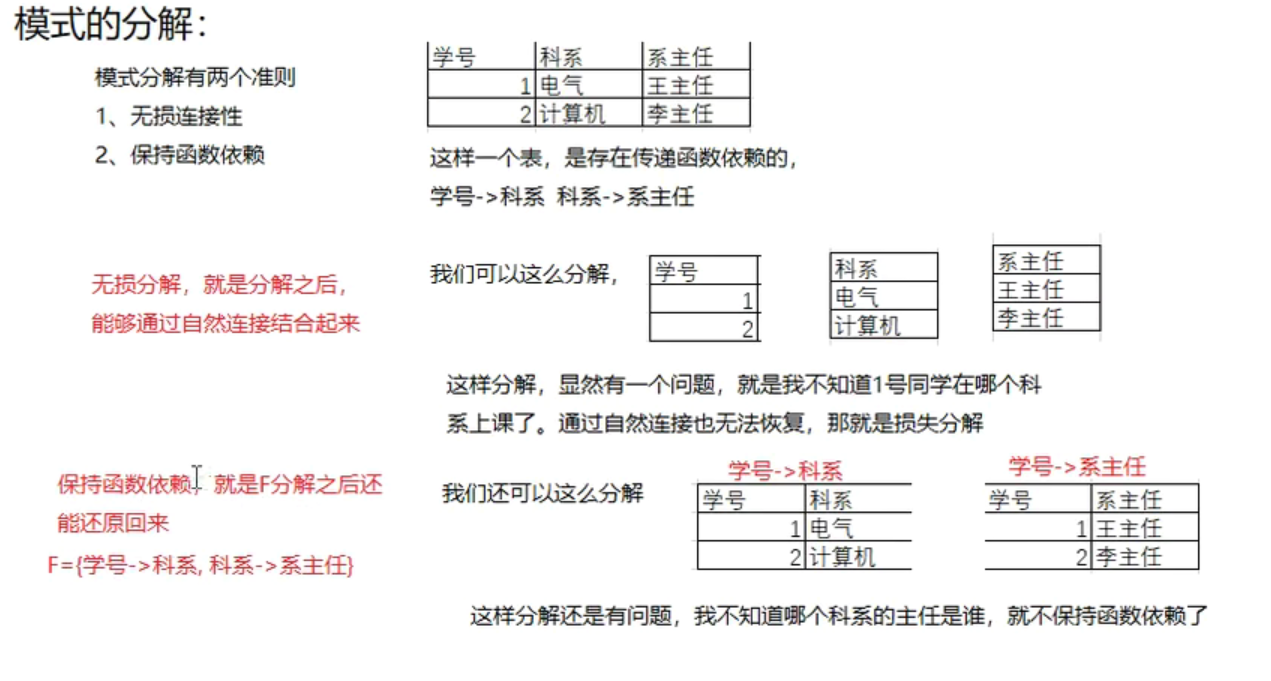 模式的分解：
模式分解有两个准则
1、无损连接性
2、保持函数依赖
学号 科系 系主任
1 电气 王主任
2 计算机 李主任
这样一个表，是存在传递函数依赖的，
学号->科系 科系->系主任
无损分解，就是分解之后，
能够通过自然连接结合起来
我们可以这么分解，
学号
1
2
科系
电气
计算机
系主任
王主任
李主任
这样分解，显然有一个问题，就是我不知道1号同学在哪个科
系上课了。通过自然连接也无法恢复，那就是损失分解
保持函数依赖，就是F分解之后还
能还原回来
F={学号->科系, 科系->系主任}
我们还可以这么分解
学号->科系
学号 科系
1 电气
2 计算机
学号->系主任
学号 系主任
1 王主任
2 李主任
这样分解还是有问题，我不知道哪个科系的主任是谁，就不保持函数依赖了